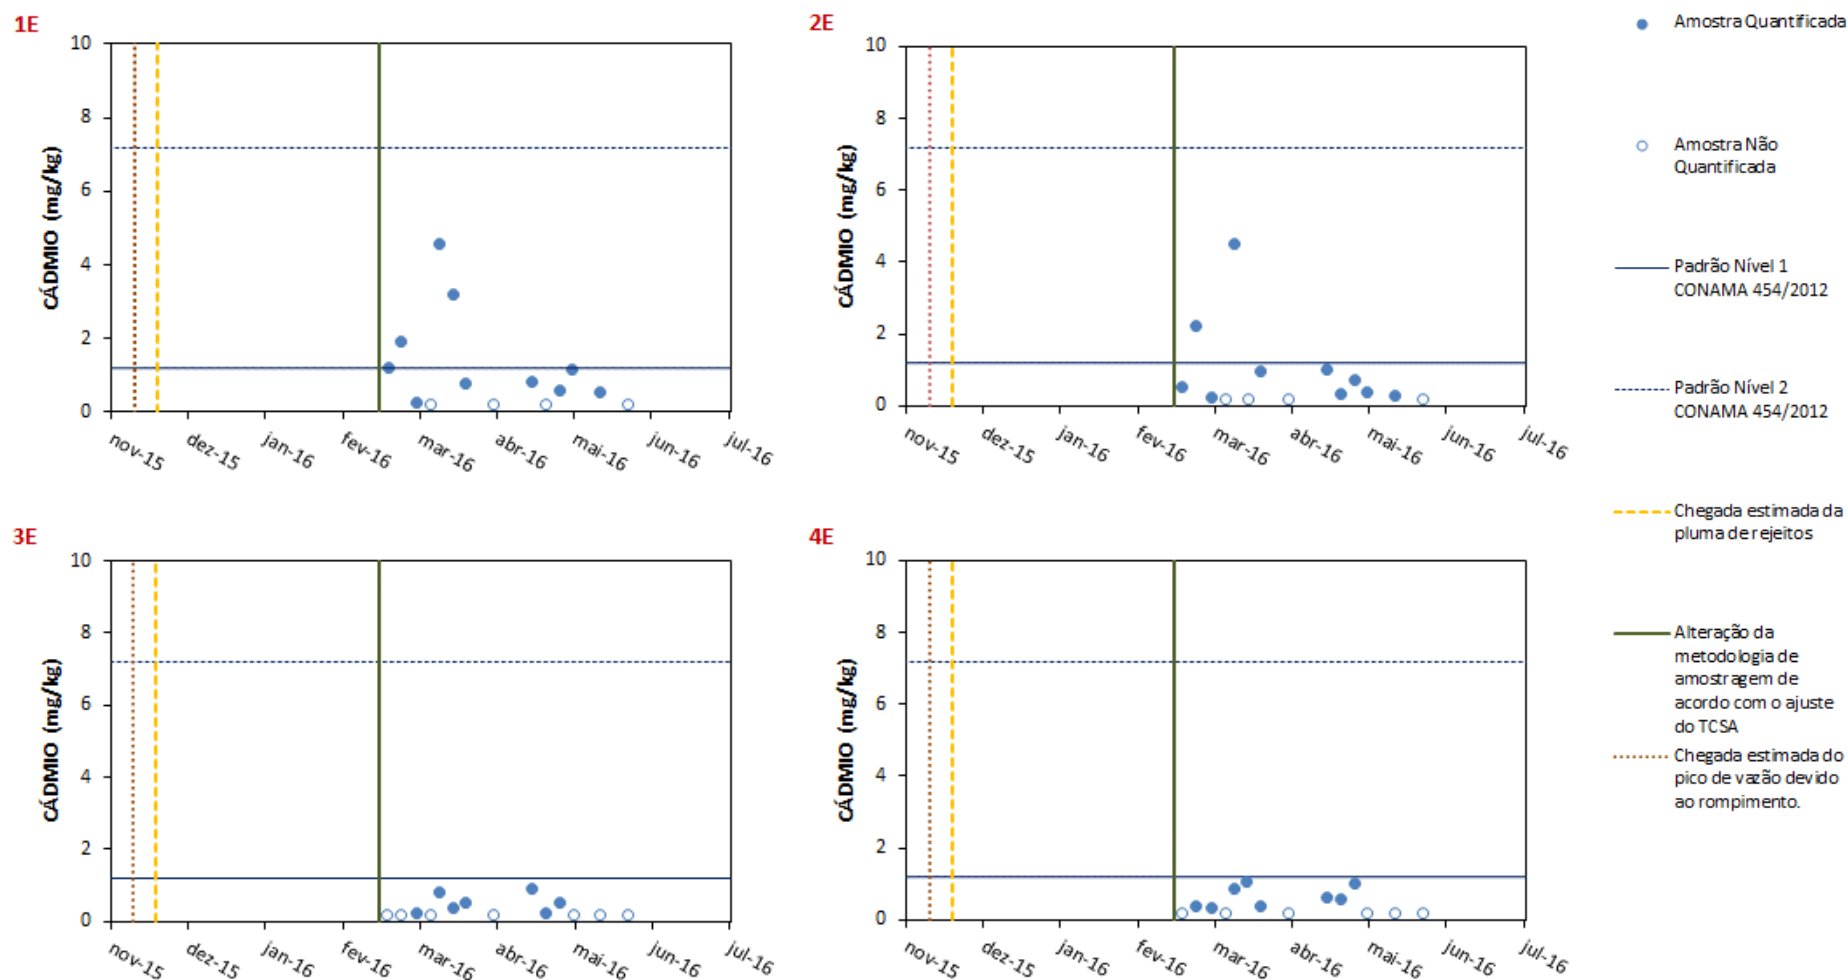 1E
10
8
6
4
2
0
CÁDMIO (mg/kg)
nov-15
dez-15
jan-16
fev-16
mar-16
abr-16
mai-16
jun-16
jul-16
2E
10
8
6
4
2
0
CÁDMIO (mg/kg)
nov-15
dez-15
jan-16
fev-16
mar-16
abr-16
mai-16
jun-16
jul-16
3E
10
8
6
4
2
0
CÁDMIO (mg/kg)
nov-15
dez-15
jan-16
fev-16
mar-16
abr-16
mai-16
jun-16
jul-16
4E
10
8
6
4
2
0
CÁDMIO (mg/kg)
nov-15
dez-15
jan-16
fev-16
mar-16
abr-16
mai-16
jun-16
jul-16
Amostra Quantificada
Amostra Não
Quantificada
Padrão Nível 1
CONAMA 454/2012
Padrão Nível 2
CONAMA 454/2012
Chegada estimada da
pluma de rejeitos
Alteração da
metodologia de
amostragem de
acordo com o ajuste
do TCSA
Chegada estimada do
pico de vazão devido
ao rompimento.